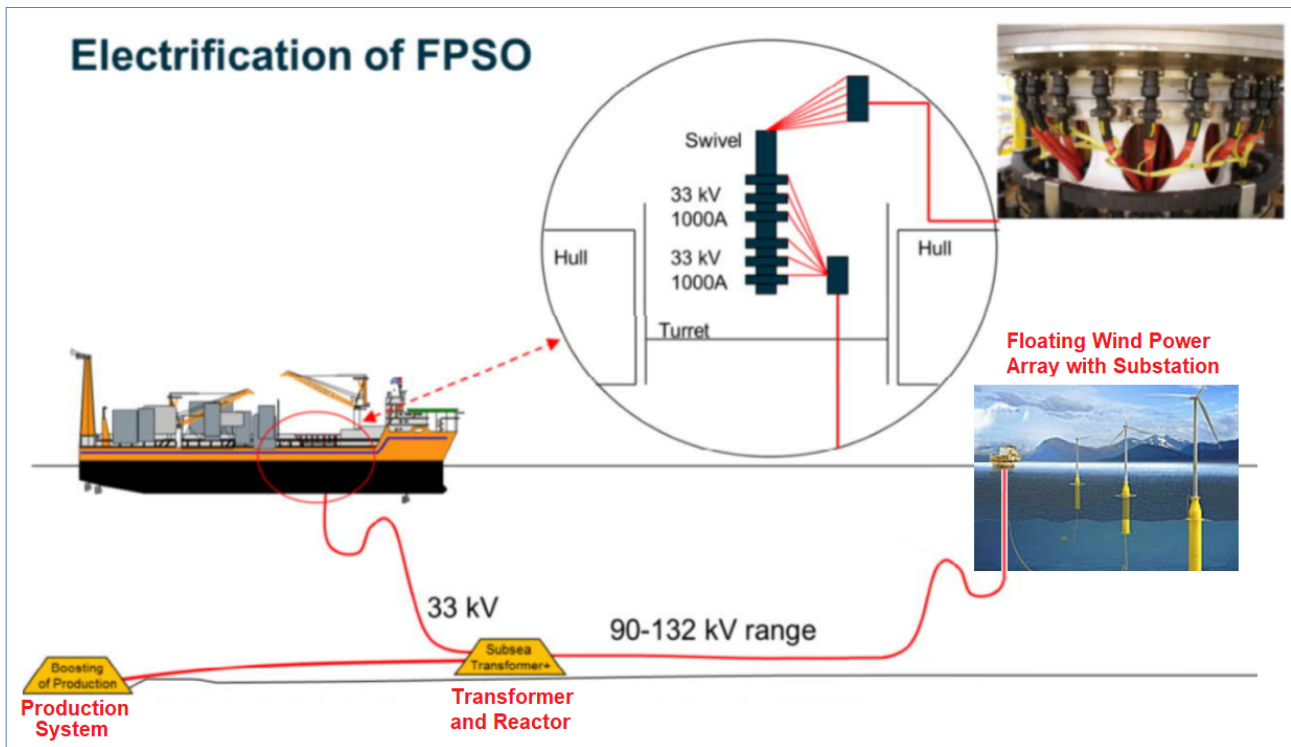 Electrification of FPSO
Swivel
33 kV
1000A
33 kV
1000A
Hull
Hull
Turret
Floating Wind Power
Array with Substation
33 kV
90-132 kV range
Subsea
Transformer+
Boosting
of Production
Production
System
Transformer
and Reactor